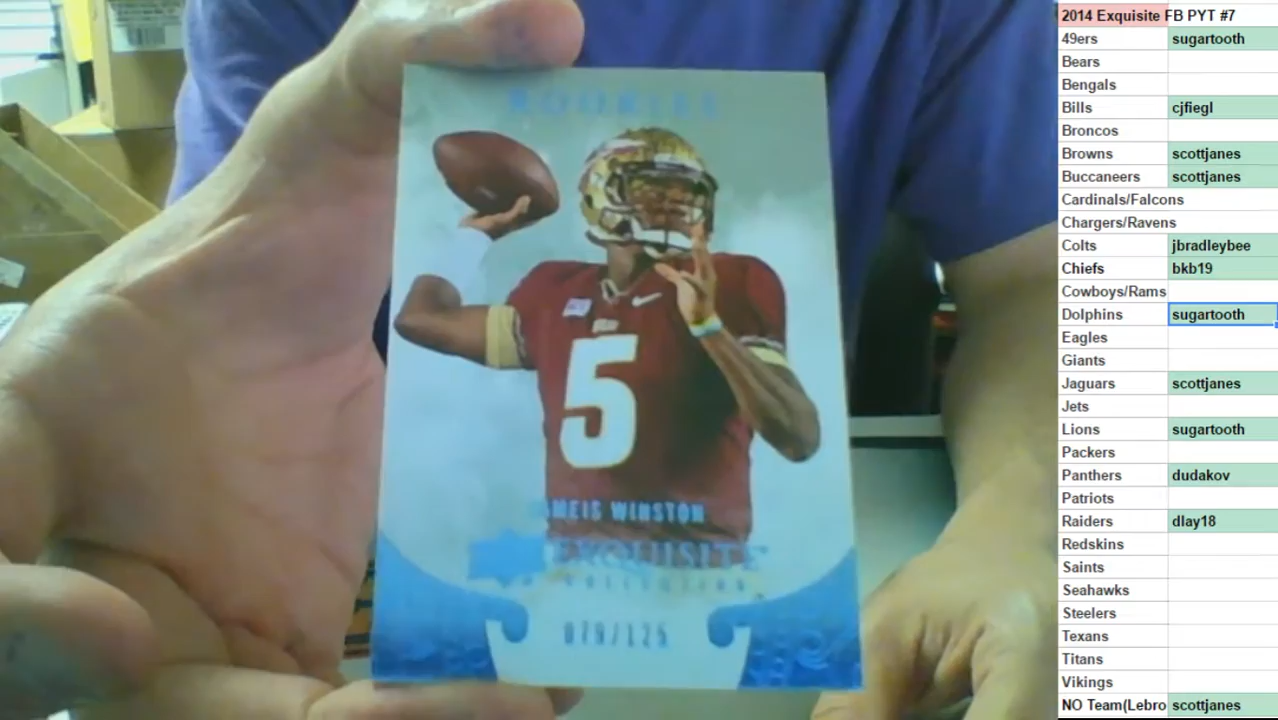 ROOKIES
5
JAMEIS WINSTON
EXQUISITE
COLLECTION
079/125
2014 Exquisite FB PYT #7
49ers sugartooth
Bears
Bengals
Bills cjfiegl
Broncos
Browns scottjanes
Buccaneers scottjanes
Cardinals/Falcons
Chargers/Ravens
Colts jbradleybee
Chiefs bkb19
Cowboys/Rams
Dolphins sugartooth
Eagles
Giants
Jaguars scottjanes
Jets
Lions sugartooth
Packers
Panthers dudakov
Patriots
Raiders dlay18
Redskins
Saints
Seahawks
Steelers
Texans
Titans
Vikings
NO Team(Lebro scottjanes